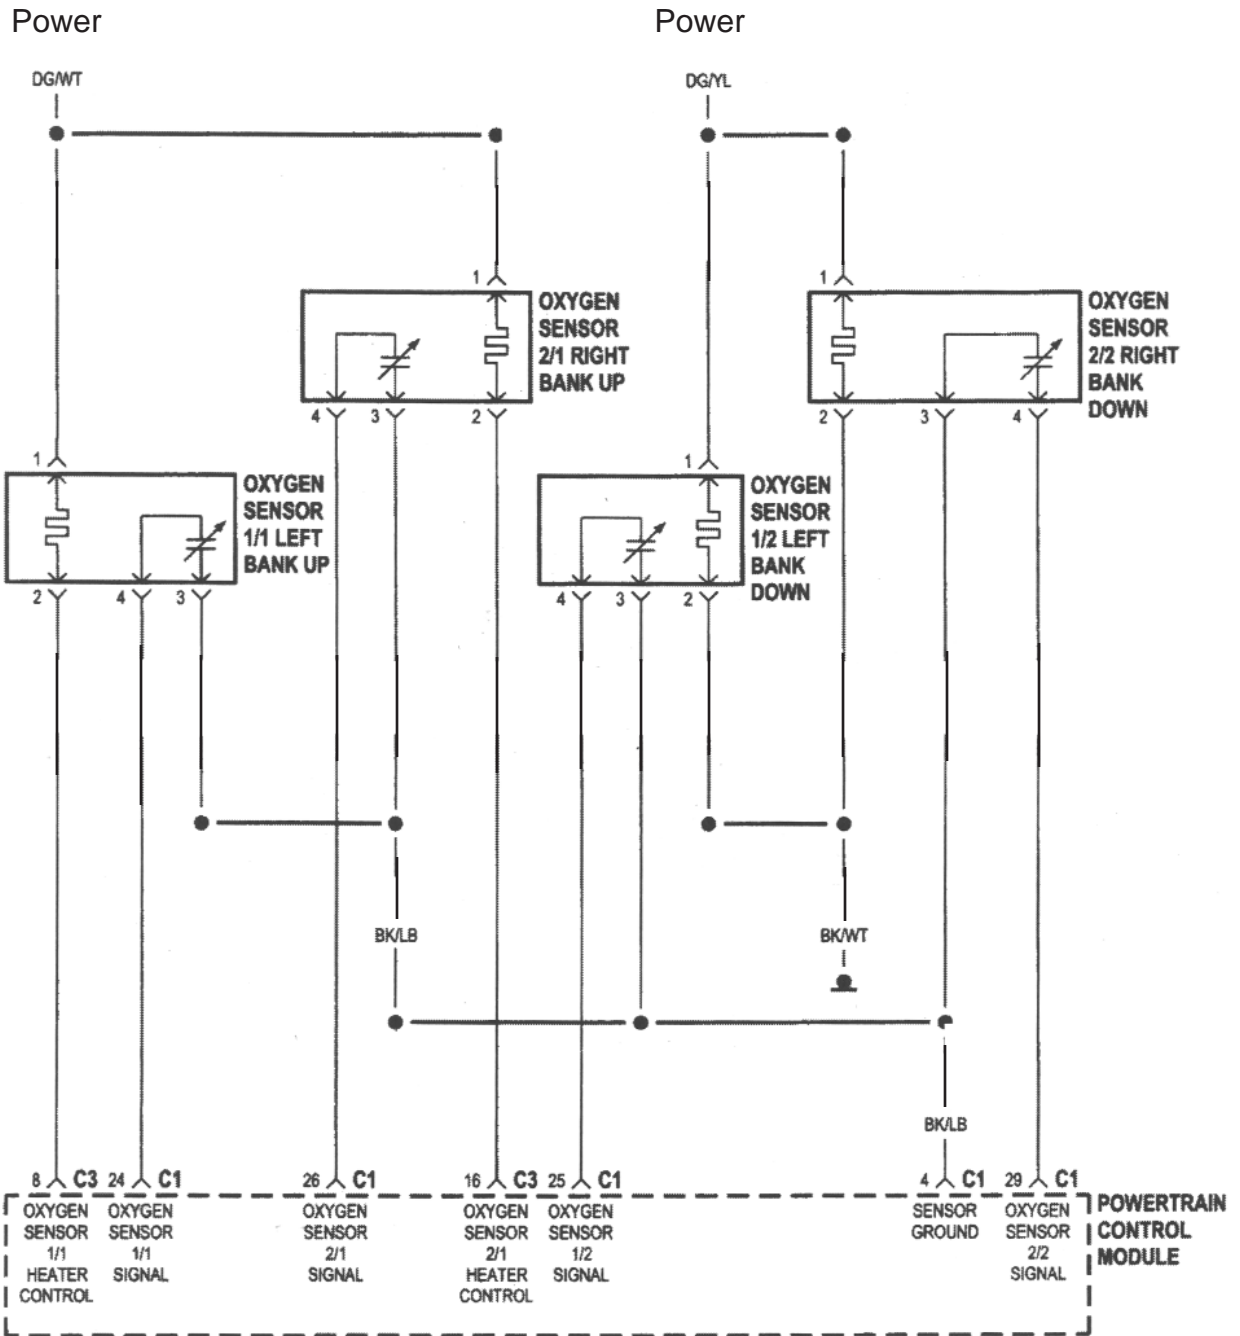 Power
Power
DG/WT
DG/YL
1
1
OXYGEN
SENSOR
2/1 RIGHT
BANK UP
OXYGEN
SENSOR
2/2 RIGHT
BANK
DOWN
4
3
2
2
3
4
1
1
OXYGEN
SENSOR
1/1 LEFT
BANK UP
OXYGEN
SENSOR
1/2 LEFT
BANK
DOWN
2
4
3
4
3
2
BK/LB
BK/WT
BK/LB
8 C3
24 C1
26 C1
16 C3
25 C1
4 C1
29 C1
OXYGEN
SENSOR
1/1
HEATER
CONTROL
OXYGEN
SENSOR
1/1
SIGNAL
OXYGEN
SENSOR
2/1
SIGNAL
OXYGEN
SENSOR
2/1
HEATER
CONTROL
OXYGEN
SENSOR
1/2
SIGNAL
SENSOR
GROUND
OXYGEN
SENSOR
2/2
SIGNAL
POWERTRAIN
CONTROL
MODULE